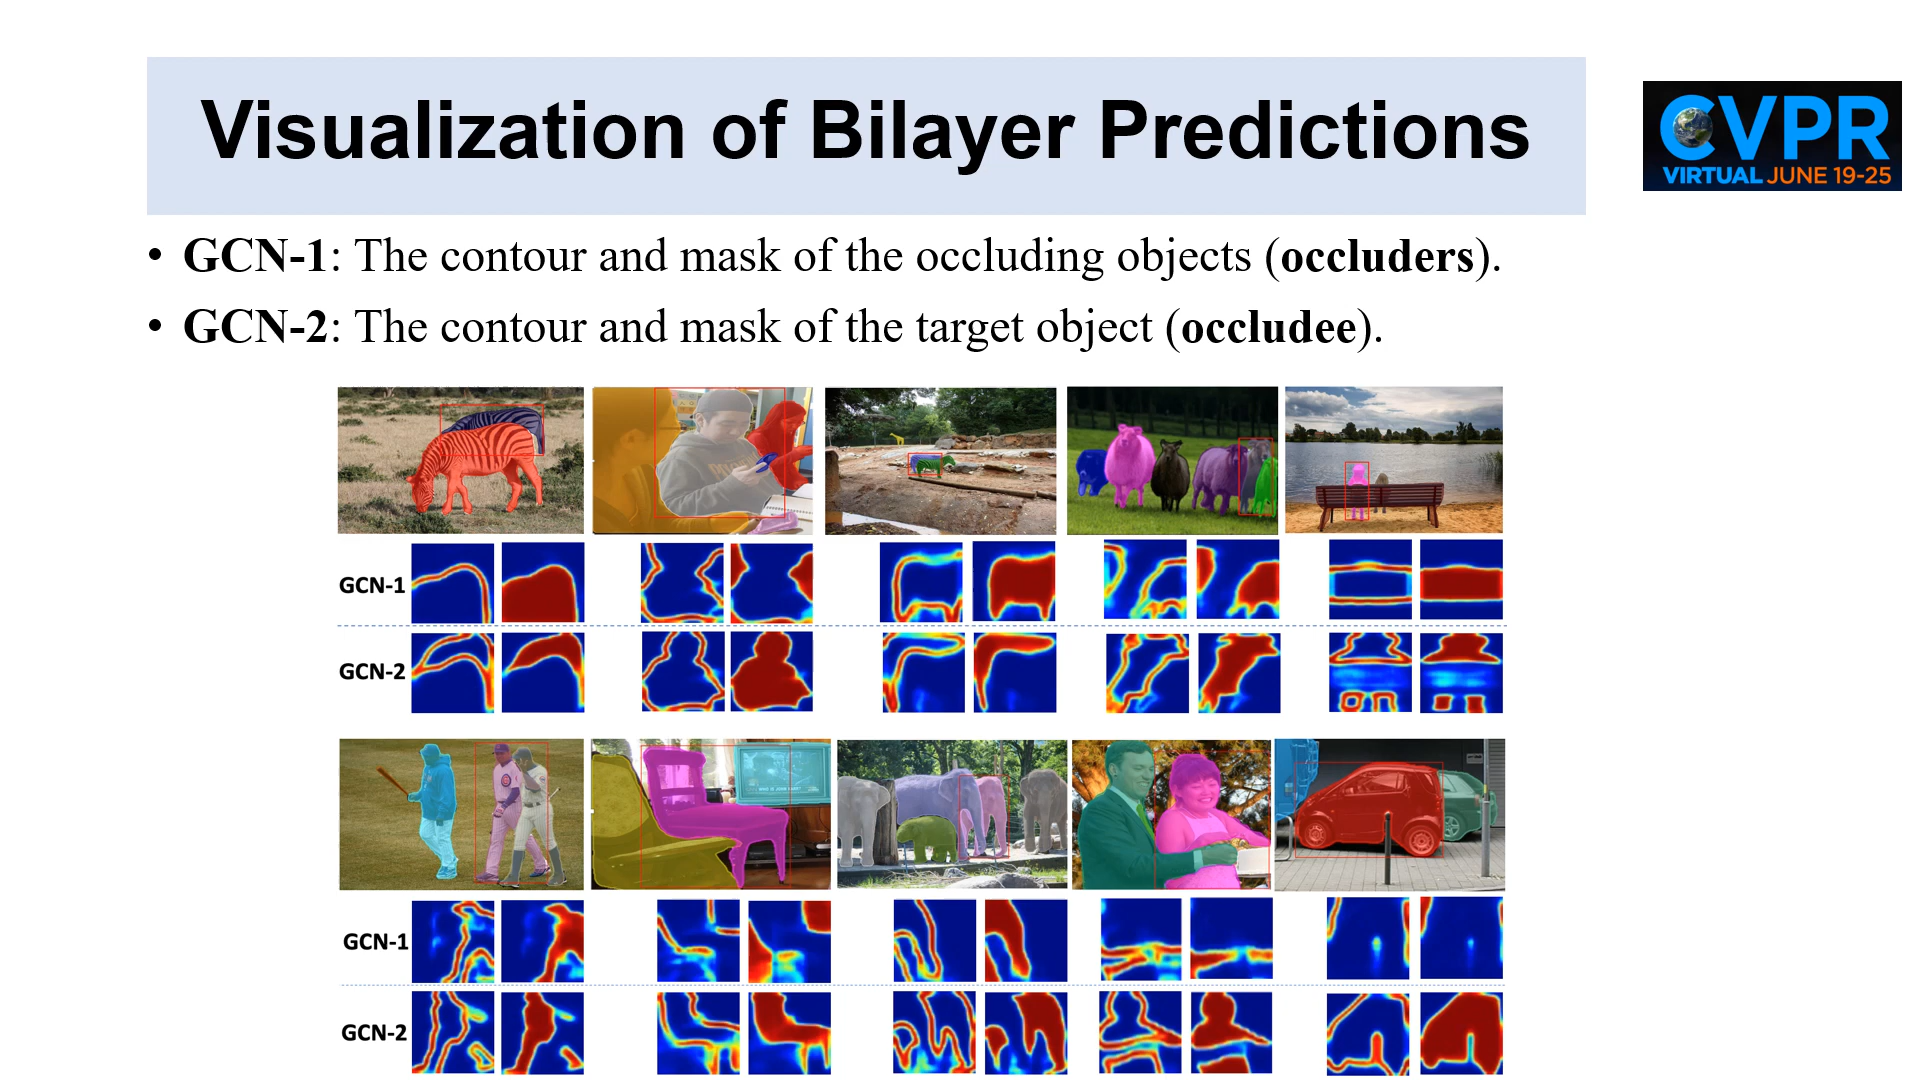 Visualization of Bilayer Predictions
CVPR
VIRTUAL JUNE 19-25
• GCN-1: The contour and mask of the occluding objects (occluders).
• GCN-2: The contour and mask of the target object (occludee).
GCN-1
GCN-2
GCN-1
GCN-2